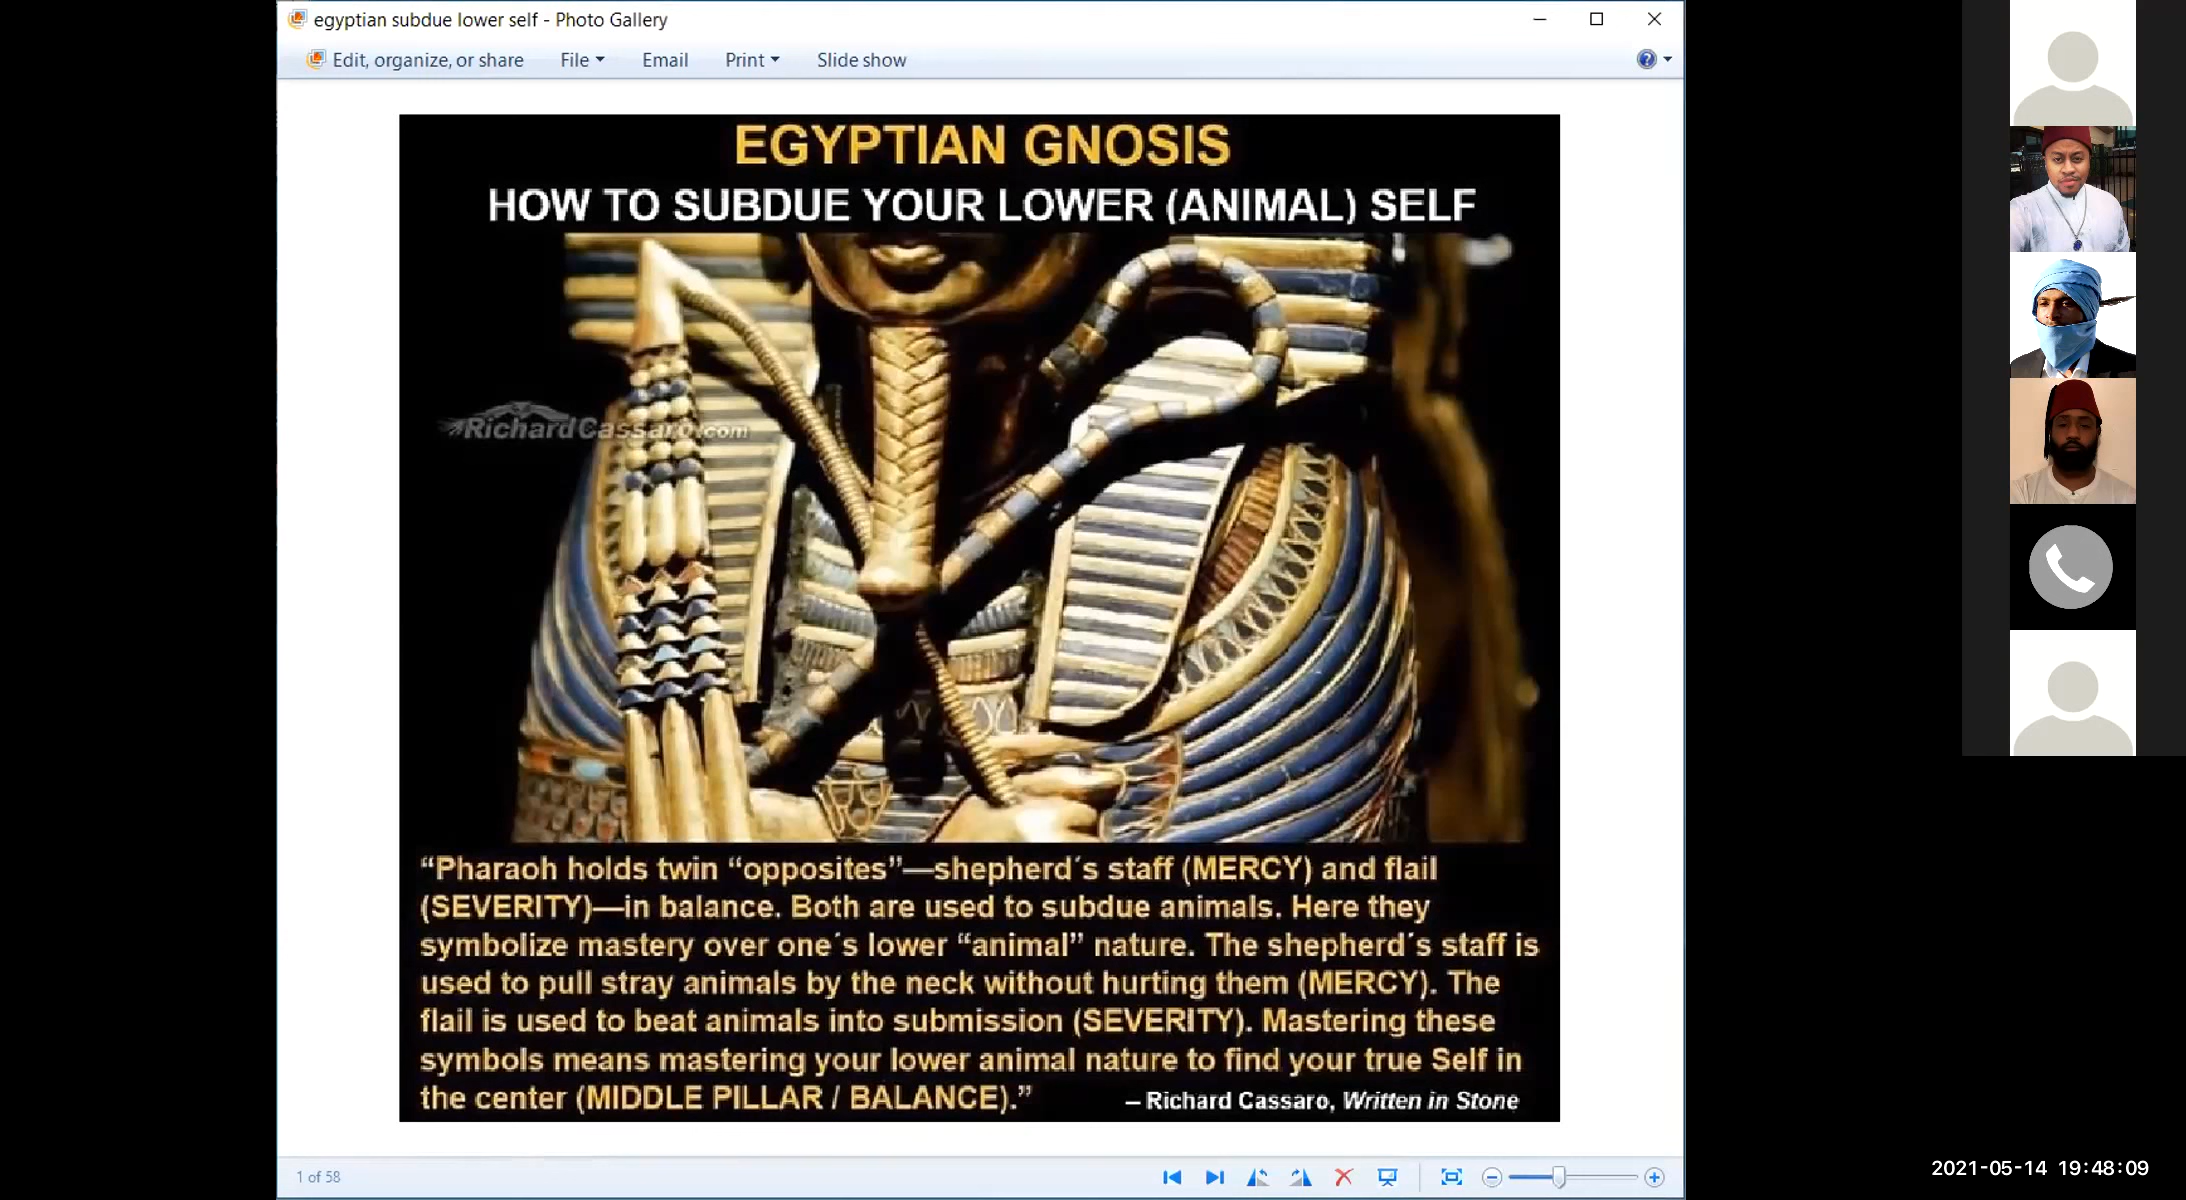 egyptian subdue lower self - Photo Gallery
Edit, organize, or share File Email Print Slide show
EGYPTIAN GNOSIS
HOW TO SUBDUE YOUR LOWER (ANIMAL) SELF
RichardCassaro.com
“Pharaoh holds twin “opposites”—shepherd´s staff (MERCY) and flail
(SEVERITY)—in balance. Both are used to subdue animals. Here they
symbolize mastery over one´s lower “animal” nature. The shepherd´s staff is
used to pull stray animals by the neck without hurting them (MERCY). The
flail is used to beat animals into submission (SEVERITY). Mastering these
symbols means mastering your lower animal nature to find your true Self in
the center (MIDDLE PILLAR / BALANCE).”
– Richard Cassaro, Written in Stone
1 of 58
2021-05-14 19:48:09